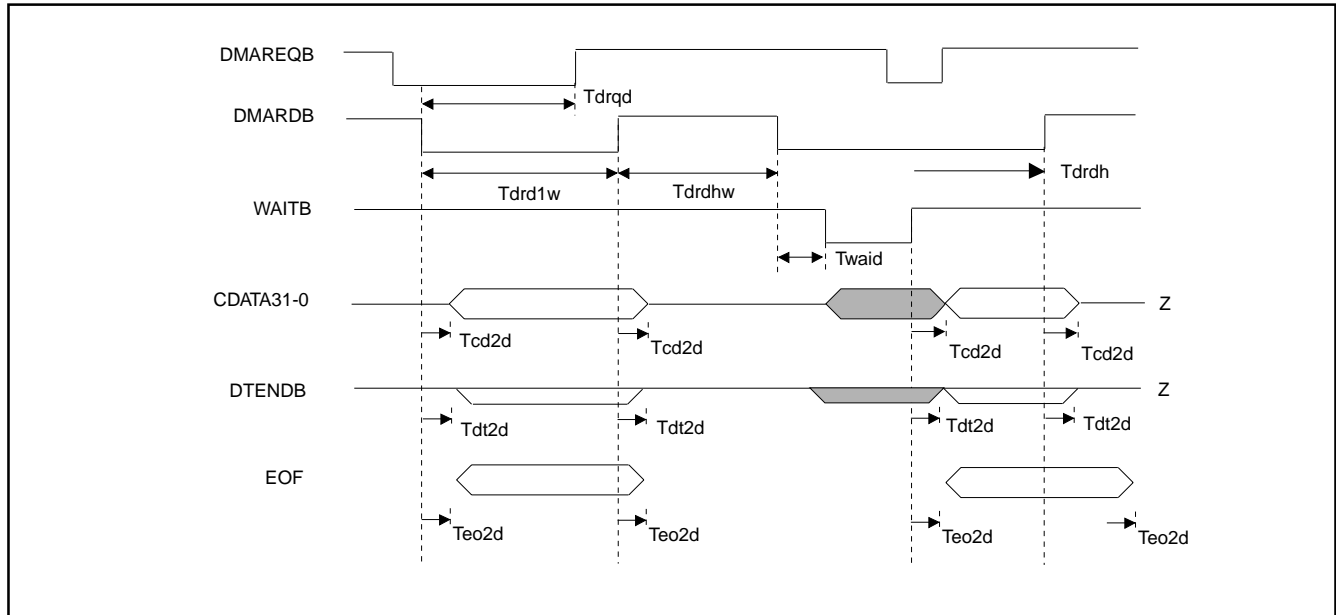 DMAREQB
Tdrqd
DMARDB
Tdrdh
Tdrd1w
Tdrdhw
WAITB
Twaid
CDATA31-0
Z
Tcd2d
Tcd2d
Tcd2d
Tcd2d
DTENDB
Z
Tdt2d
Tdt2d
Tdt2d
Tdt2d
EOF
Teo2d
Teo2d
Teo2d
Teo2d